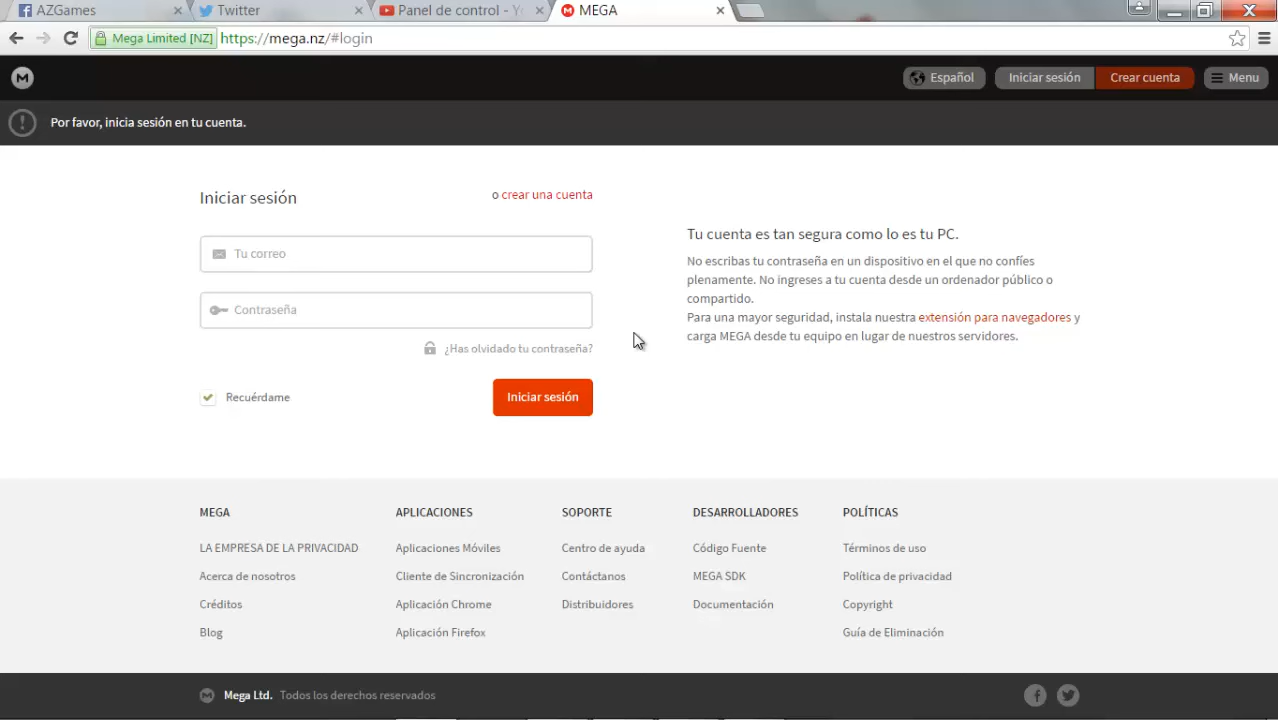 AZGames
Twitter
Panel de control - Y
MEGA
Mega Limited [NZ] https://mega.nz/#login
M
Español
Iniciar sesión
Crear cuenta
Menu
Por favor, inicia sesión en tu cuenta.
Iniciar sesión
o crear una cuenta
Tu correo
Contraseña
¿Has olvidado tu contraseña?
Recuérdame
Iniciar sesión
Tu cuenta es tan segura como lo es tu PC.
No escribas tu contraseña en un dispositivo en el que no confíes
plenamente. No ingreses a tu cuenta desde un ordenador público o
compartido.
Para una mayor seguridad, instala nuestra extensión para navegadores y
carga MEGA desde tu equipo en lugar de nuestros servidores.
MEGA
LA EMPRESA DE LA PRIVACIDAD
Acerca de nosotros
Créditos
Blog
APLICACIONES
Aplicaciones Móviles
Cliente de Sincronización
Aplicación Chrome
Aplicación Firefox
SOPORTE
Centro de ayuda
Contáctanos
Distribuidores
DESARROLLADORES
Código Fuente
MEGA SDK
Documentación
POLÍTICAS
Términos de uso
Política de privacidad
Copyright
Guía de Eliminación
M Mega Ltd. Todos los derechos reservados